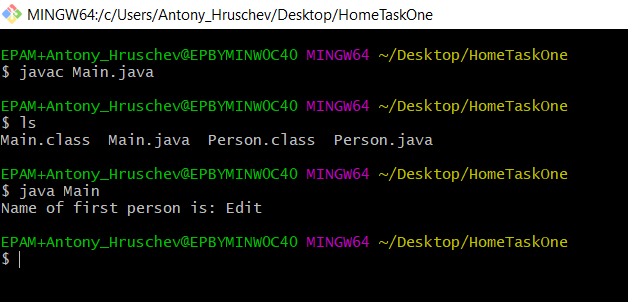 MINGW64:/c/Users/Antony_Hruschev/Desktop/HomeTaskOne
EPAM+Antony_Hruschev@EPBYMINW0C40 MINGW64 ~/Desktop/HomeTaskOne
$ javac Main.java
EPAM+Antony_Hruschev@EPBYMINW0C40 MINGW64 ~/Desktop/HomeTaskOne
$ ls
Main.class  Main.java  Person.class  Person.java
EPAM+Antony_Hruschev@EPBYMINW0C40 MINGW64 ~/Desktop/HomeTaskOne
$ java Main
Name of first person is: Edit
EPAM+Antony_Hruschev@EPBYMINW0C40 MINGW64 ~/Desktop/HomeTaskOne
$